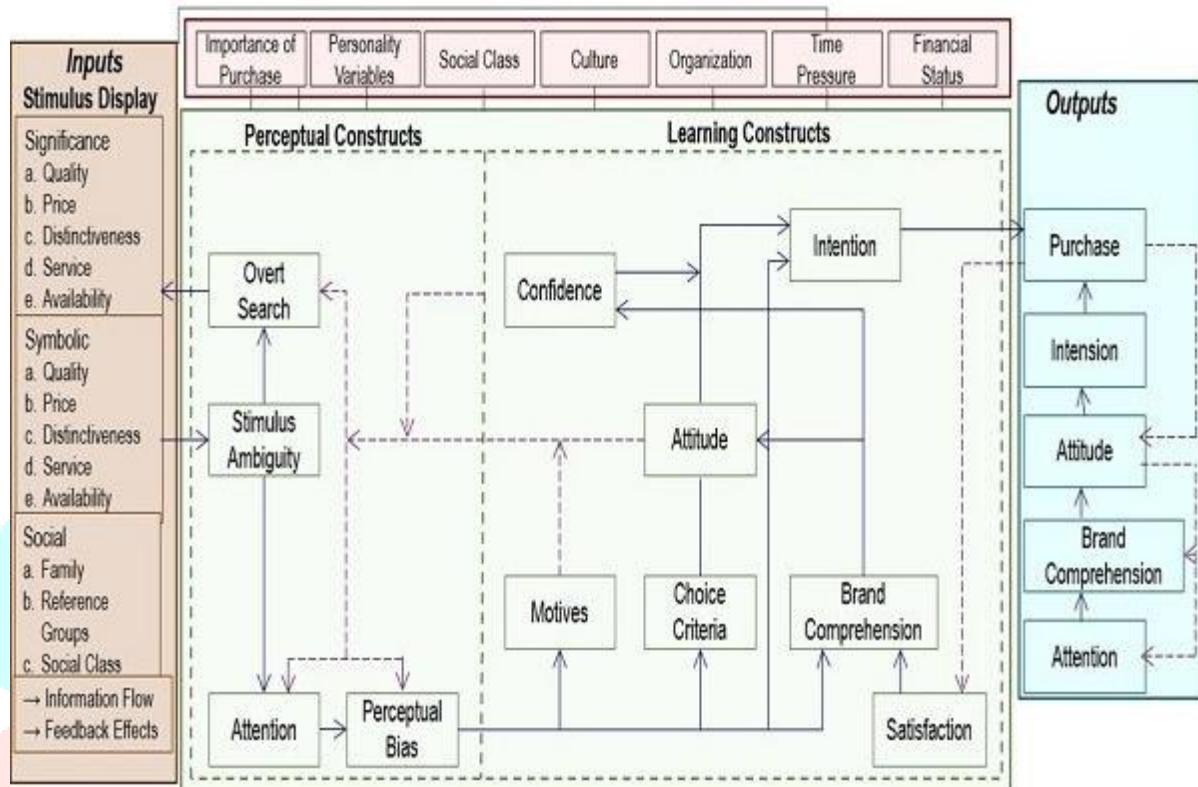 Importance of
Purchase
Personality
Variables
Social Class
Culture
Organization
Time
Pressure
Financial
Status
Inputs
Stimulus Display
Significance
a. Quality
b. Price
c. Distinctiveness
d. Service
e. Availability
Symbolic
a. Quality
b. Price
c. Distinctiveness
d. Service
e. Availability
Social
a. Family
b. Reference
Groups
c. Social Class
→ Information Flow
→ Feedback Effects
Perceptual Constructs
Overt
Search
Stimulus
Ambiguity
Attention
Perceptual
Bias
Learning Constructs
Confidence
Intention
Attitude
Motives
Choice
Criteria
Brand
Comprehension
Satisfaction
Outputs
Purchase
Intension
Attitude
Brand
Comprehension
Attention